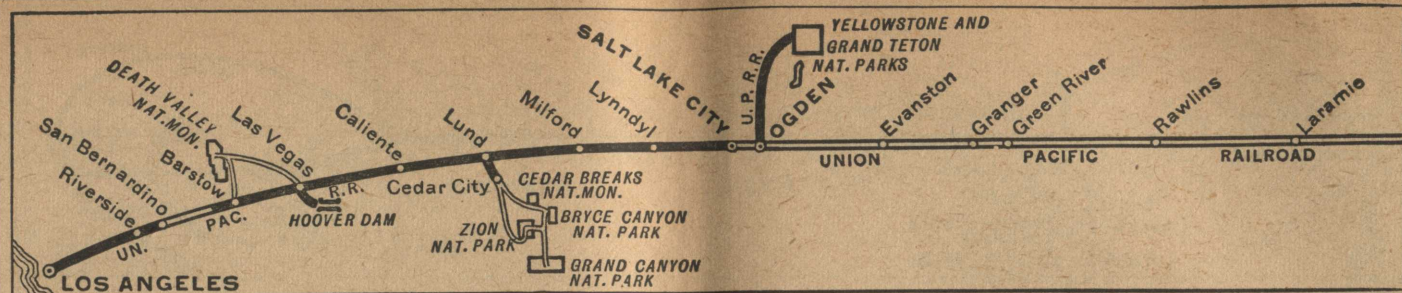 YELLOWSTONE AND
GRAND TETON
NAT. PARKS
SALT LAKE CITY
U. P. R. R.
OGDEN
Evanston
Granger
Green River
Rawlins
Laramie
DEATH VALLEY
NAT. MON.
Las Vegas
Caliente
Lund
Milford
Lynndyl
San Bernardino
Riverside
Barstow
UNION PACIFIC RAILROAD
UN. PAC. R.R.
Cedar City
HOOVER DAM
CEDAR BREAKS
NAT. MON.
BRYCE CANYON
NAT. PARK
ZION
NAT. PARK
GRAND CANYON
NAT. PARK
LOS ANGELES